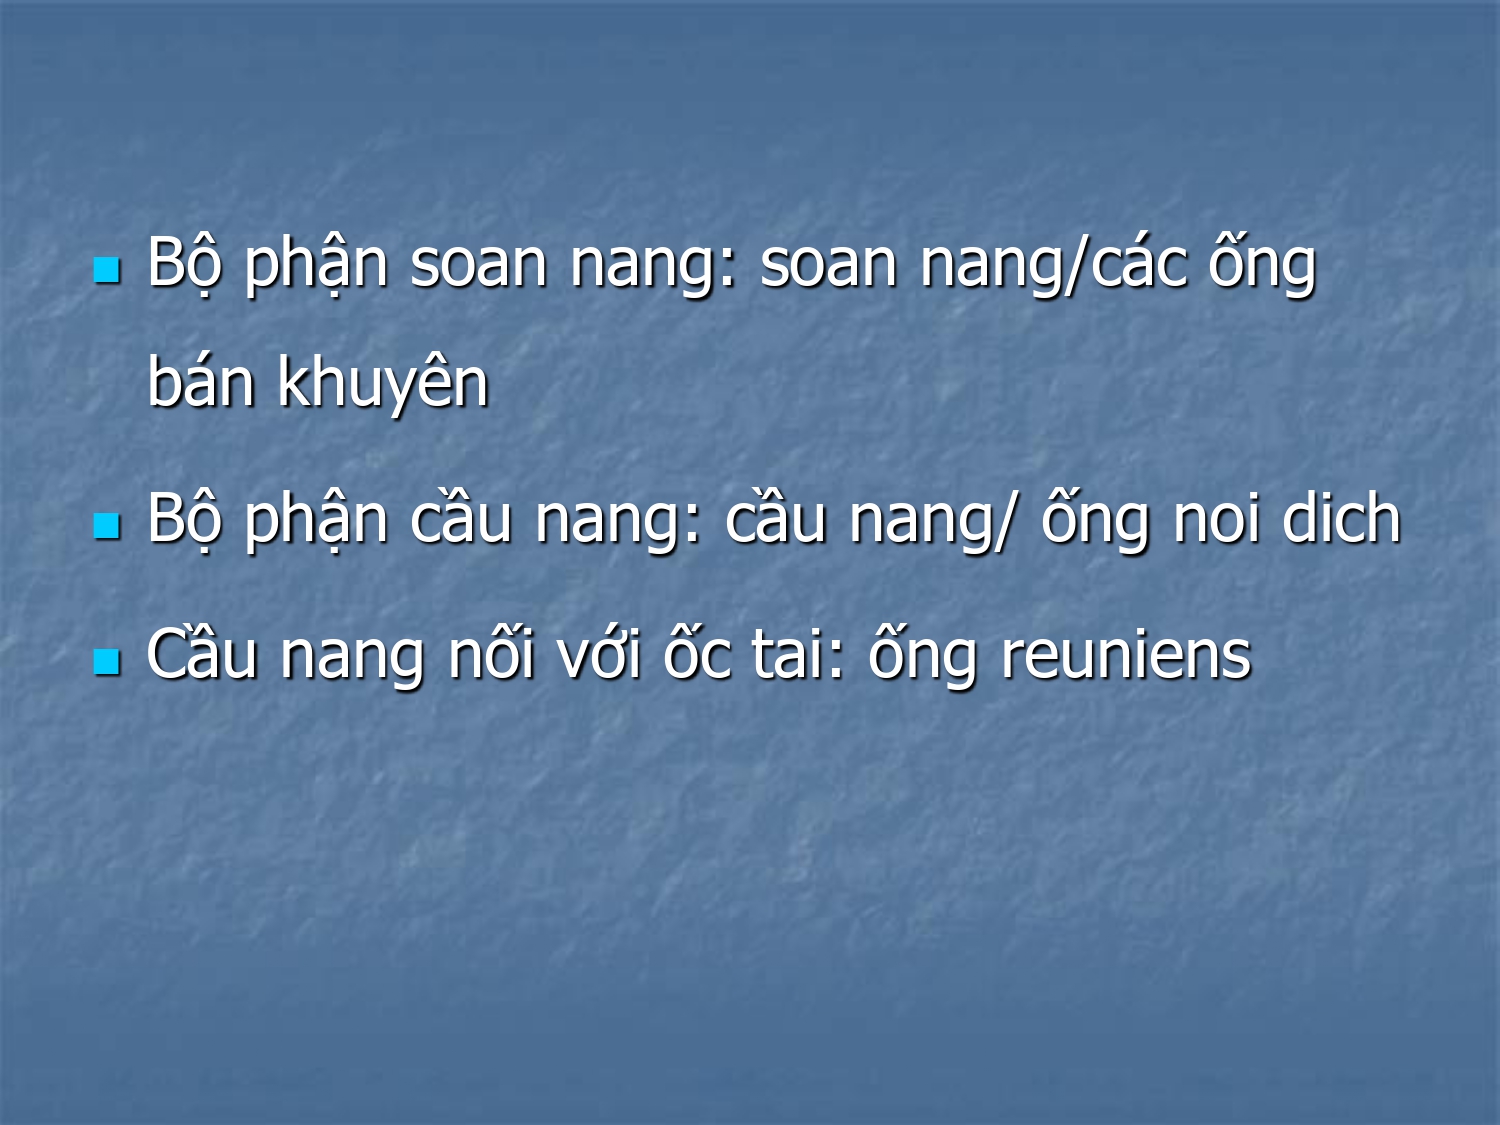 Bộ phận soan nang: soan nang/các ống
bán khuyên
Bộ phận cầu nang: cầu nang/ ống noi dich
Cầu nang nối với ốc tai: ống reuniens